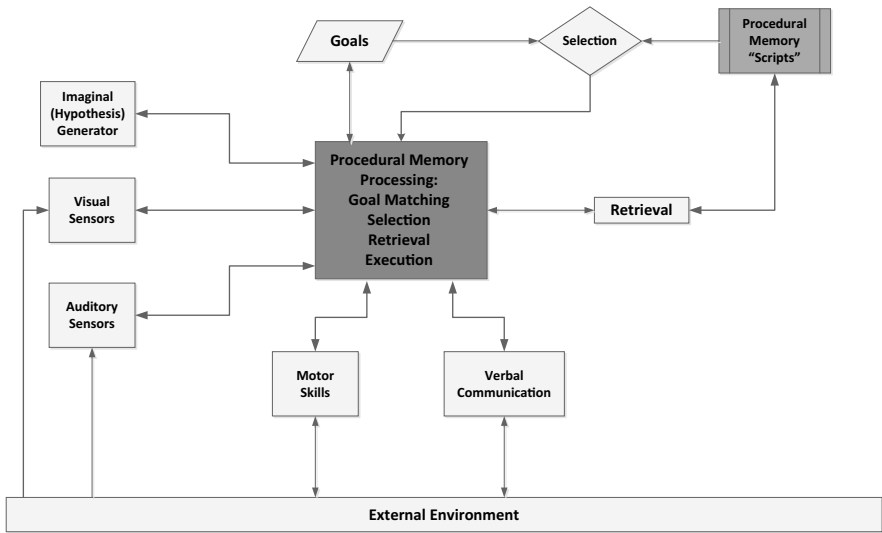 Goals
Selection
Procedural
Memory
“Scripts”
Imaginal
(Hypothesis)
Generator
Procedural Memory
Processing:
Goal Matching
Selection
Retrieval
Execution
Visual
Sensors
Retrieval
Auditory
Sensors
Motor
Skills
Verbal
Communication
External Environment